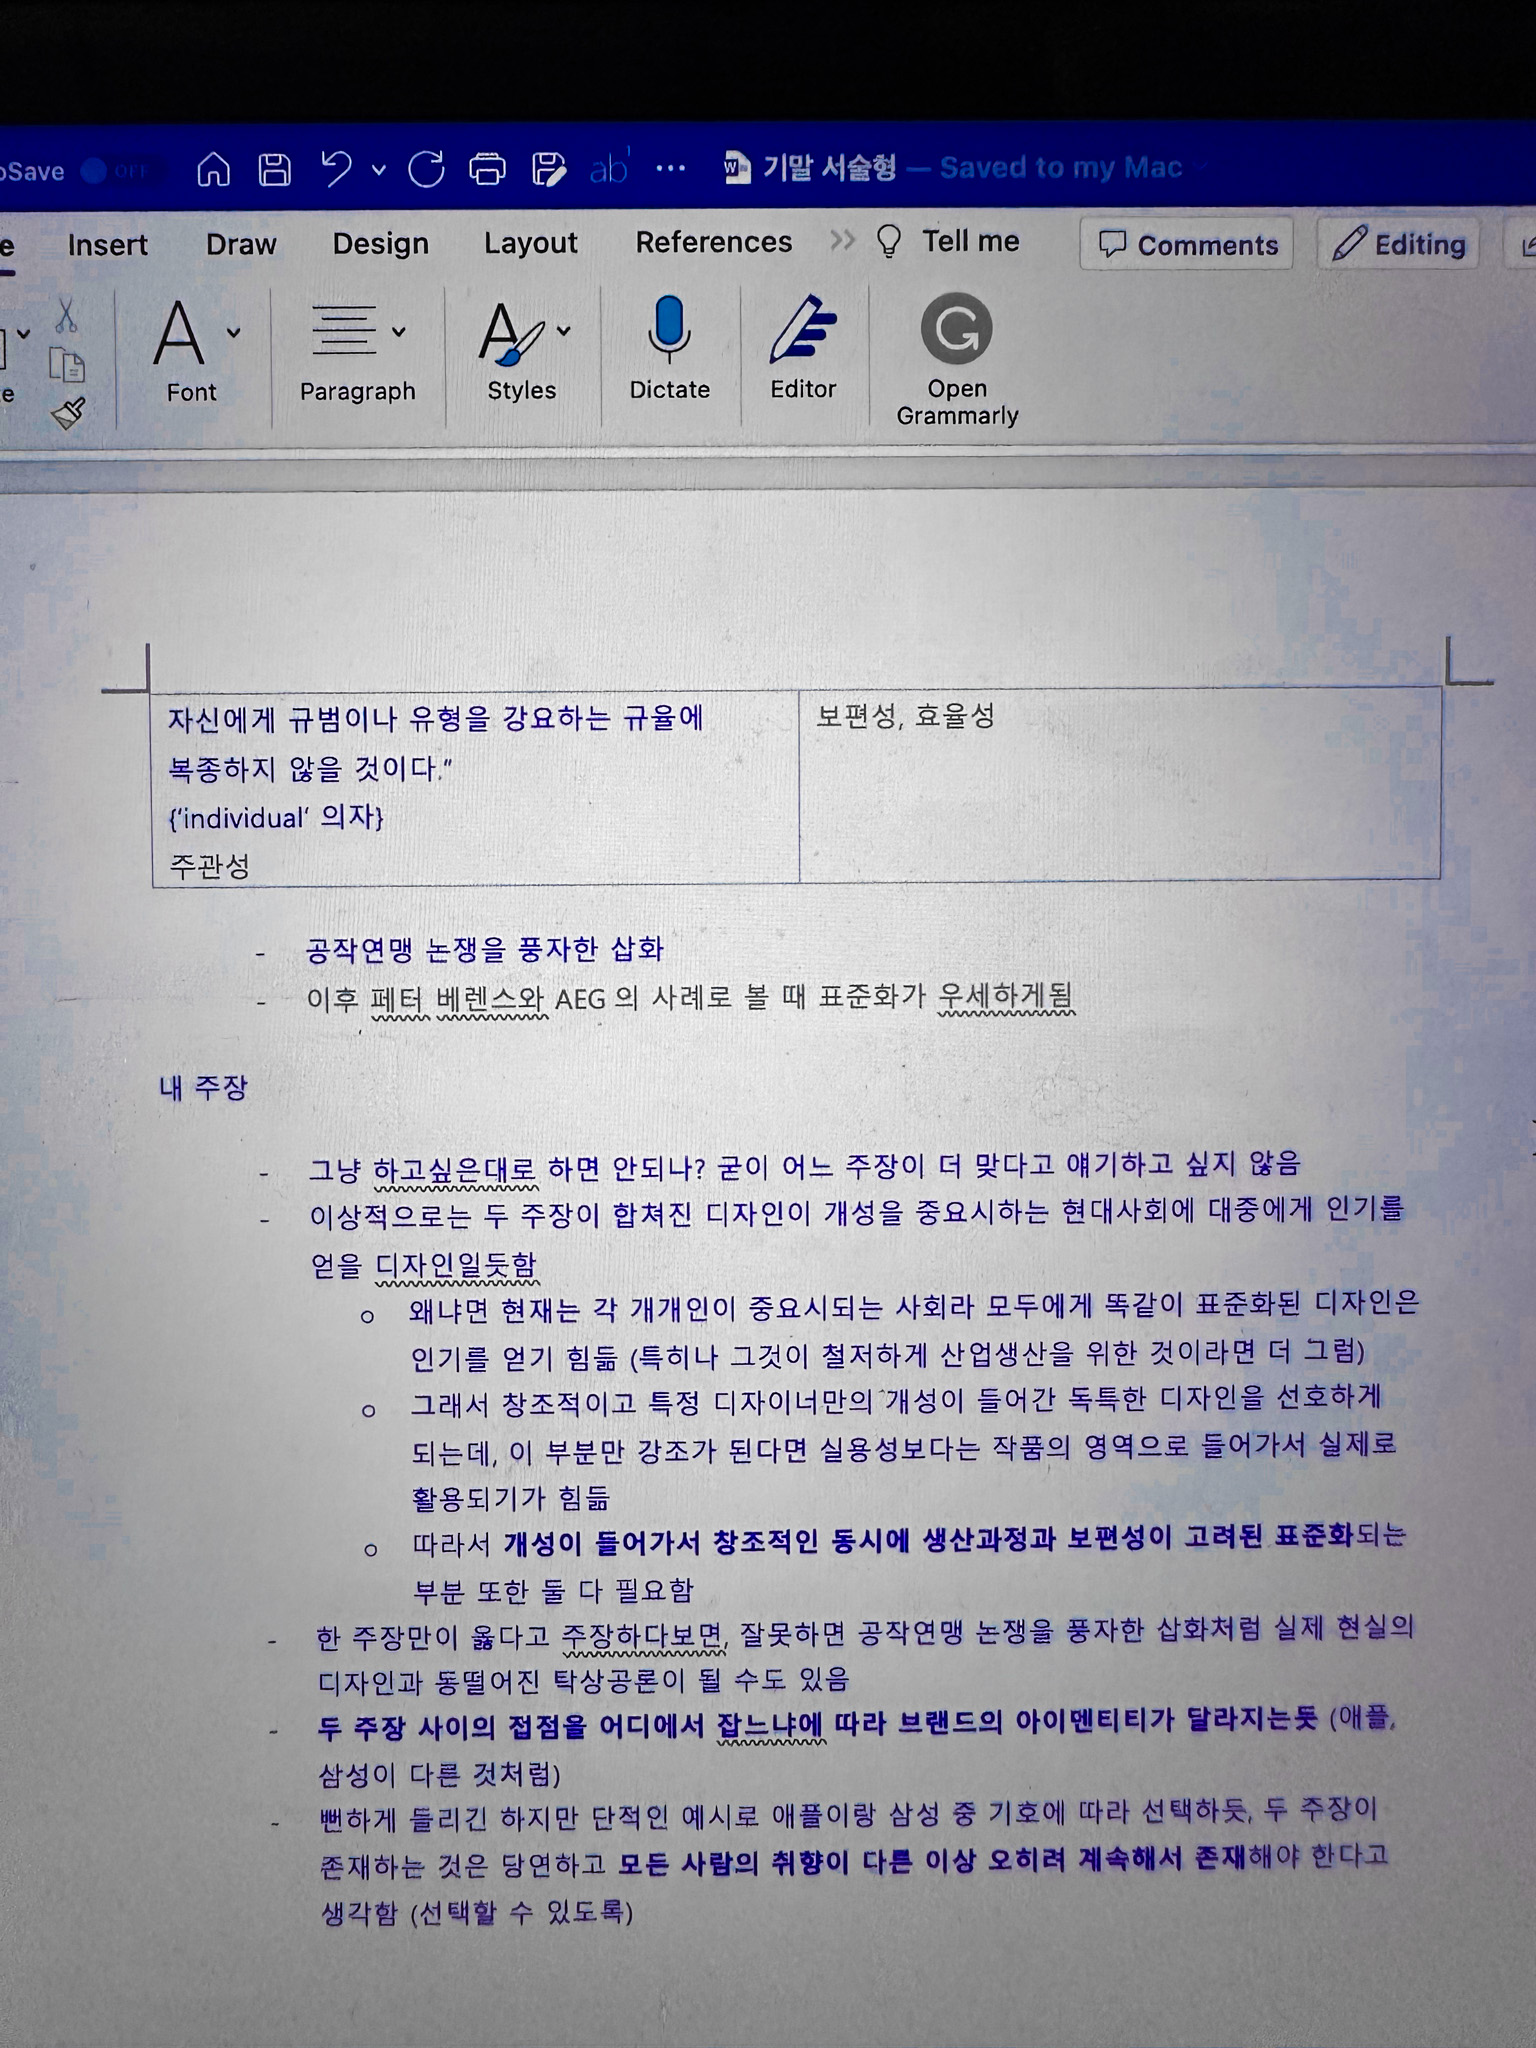 oSave OFF ab 기말 서술형 — Saved to my Mac
e Insert Draw Design Layout References >> Tell me Comments Editing
Font Paragraph Styles Dictate Editor Open
Grammarly
e
자신에게 규범이나 유형을 강요하는 규율에 보편성, 효율성
복종하지 않을 것이다."
{'individual' 의자}
주관성
- 공작연맹 논쟁을 풍자한 삽화
- 이후 페터 베렌스와 AEG 의 사례로 볼 때 표준화가 우세하게됨
내 주장
- 그냥 하고싶은대로 하면 안되나? 굳이 어느 주장이 더 맞다고 얘기하고 싶지 않음
- 이상적으로는 두 주장이 합쳐진 디자인이 개성을 중요시하는 현대사회에 대중에게 인기를
얻을 디자인일듯함
o 왜냐면 현재는 각 개개인이 중요시되는 사회라 모두에게 똑같이 표준화된 디자인은
인기를 얻기 힘듦 (특히나 그것이 철저하게 산업생산을 위한 것이라면 더 그럼)
o 그래서 창조적이고 특정 디자이너만의 개성이 들어간 독특한 디자인을 선호하게
되는데, 이 부분만 강조가 된다면 실용성보다는 작품의 영역으로 들어가서 실제로
활용되기가 힘듦
o 따라서 개성이 들어가서 창조적인 동시에 생산과정과 보편성이 고려된 표준화되는
부분 또한 둘 다 필요함
- 한 주장만이 옳다고 주장하다보면, 잘못하면 공작연맹 논쟁을 풍자한 삽화처럼 실제 현실의
디자인과 동떨어진 탁상공론이 될 수도 있음
- 두 주장 사이의 접점을 어디에서 잡느냐에 따라 브랜드의 아이멘티티가 달라지는듯 (애플,
삼성이 다른 것처럼)
- 뻔하게 들리긴 하지만 단적인 예시로 애플이랑 삼성 중 기호에 따라 선택하듯, 두 주장이
존재하는 것은 당연하고 모든 사람의 취향이 다른 이상 오히려 계속해서 존재해야 한다고
생각함 (선택할 수 있도록)